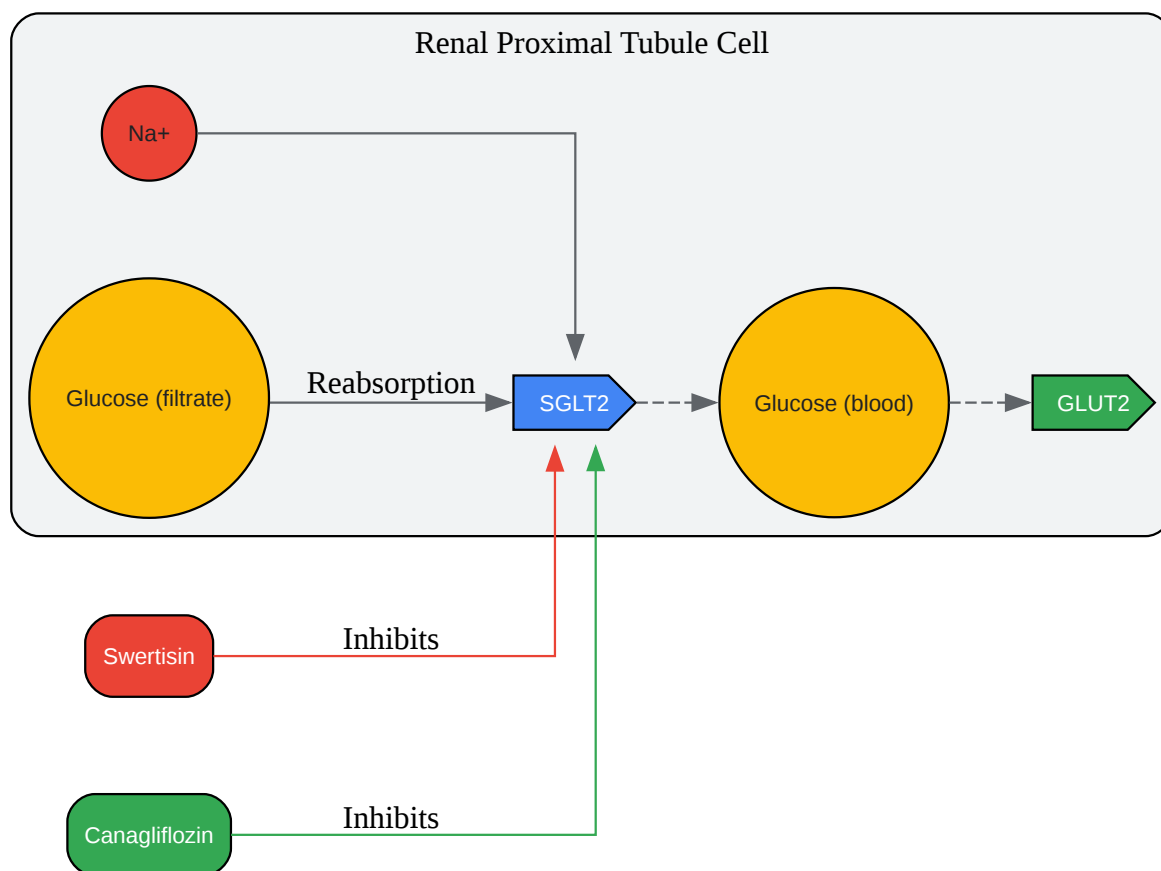 Renal Proximal Tubule Cell
Na+
Glucose (filtrate)
Reabsorption
SGLT2
Glucose (blood)
GLUT2
Swertisin
Inhibits
Canagliflozin
Inhibits